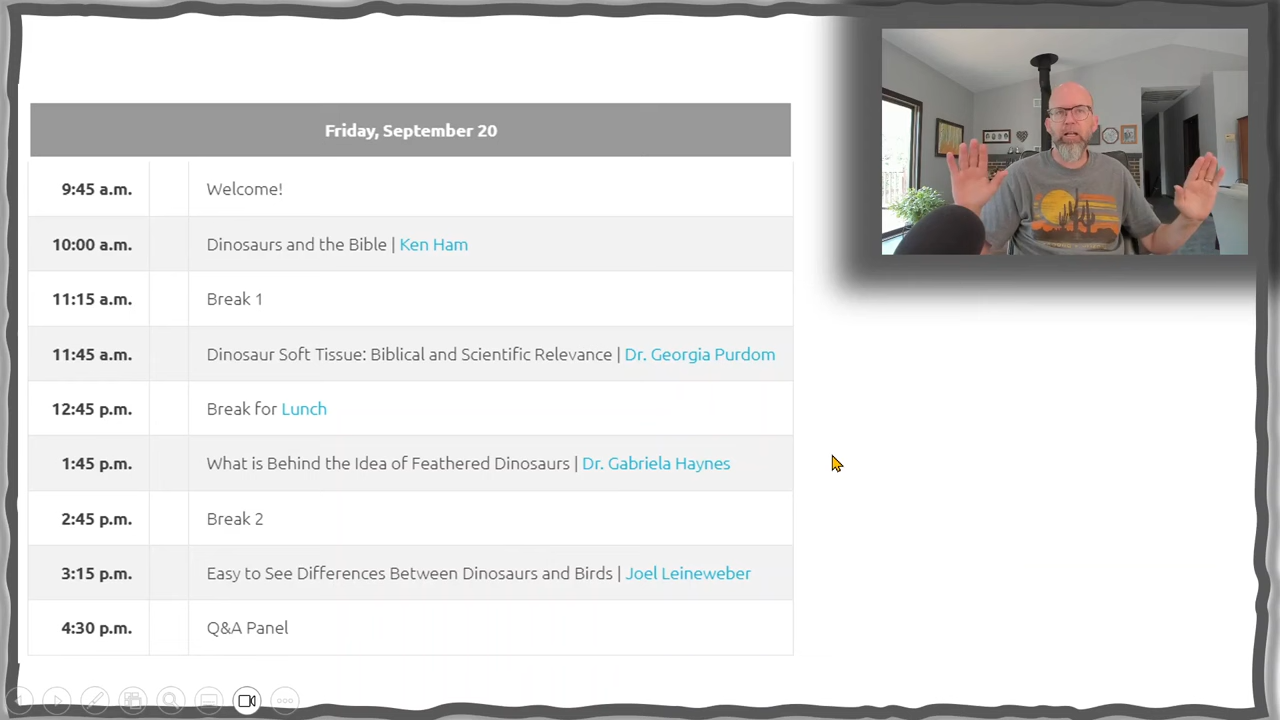 Friday, September 20
9:45 a.m. Welcome!
10:00 a.m. Dinosaurs and the Bible | Ken Ham
11:15 a.m. Break 1
11:45 a.m. Dinosaur Soft Tissue: Biblical and Scientific Relevance | Dr. Georgia Purdom
12:45 p.m. Break for Lunch
1:45 p.m. What is Behind the Idea of Feathered Dinosaurs | Dr. Gabriela Haynes
2:45 p.m. Break 2
3:15 p.m. Easy to See Differences Between Dinosaurs and Birds | Joel Leineweber
4:30 p.m. Q&A Panel